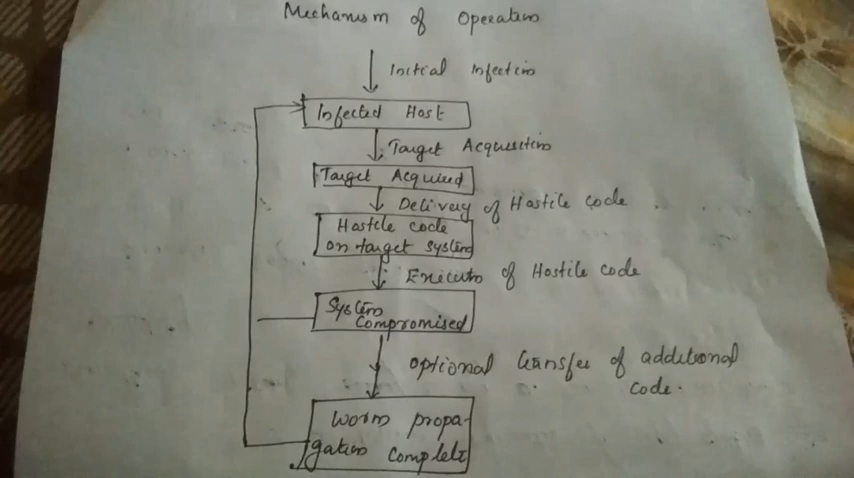 Mechanism of Operation
Initial Infection
Infected Host
Target Acquisition
Target Acquired
Delivery of Hostile code
Hostile code
on target system
Execution of Hostile code
System
Compromised
optional transfer of additional
code.
Worm propa-
gation complete